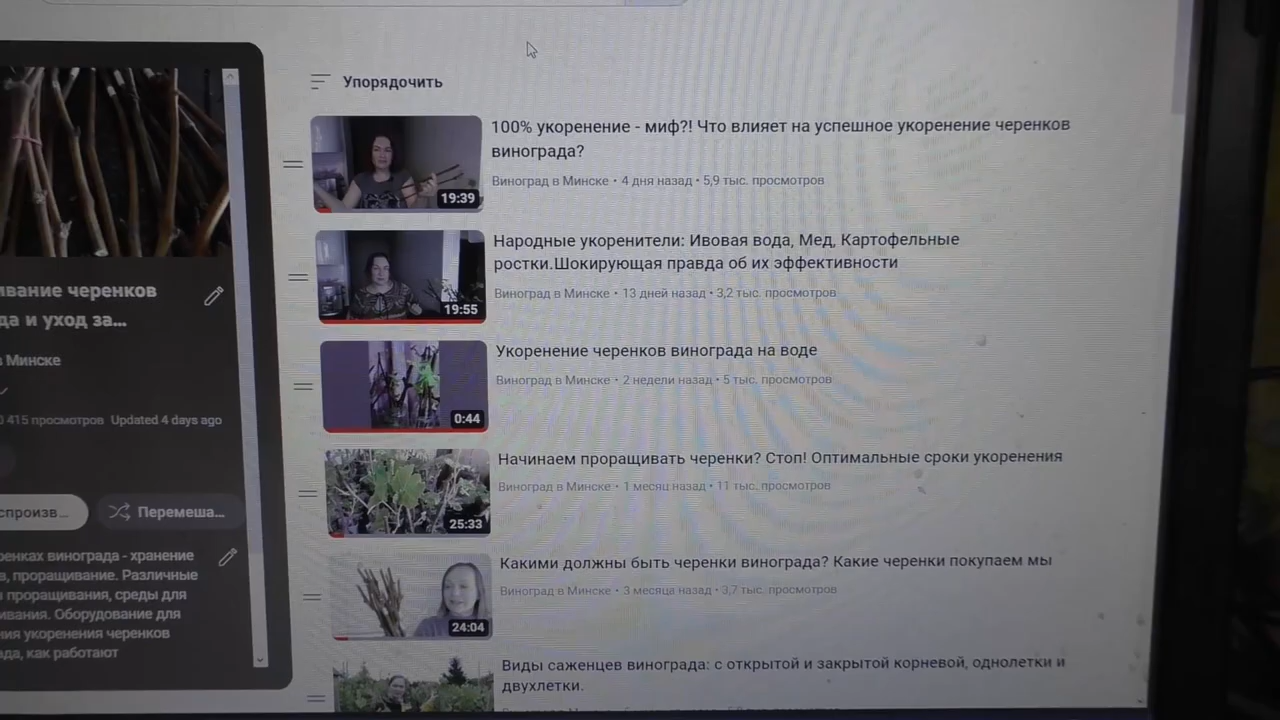 Упорядочить
100% укоренение - миф?! Что влияет на успешное укоренение черенков
винограда?
Виноград в Минске • 4 дня назад • 5,9 тыс. просмотров
19:39
Народные укоренители: Ивовая вода, Мед, Картофельные
ростки.Шокирующая правда об их эффективности
Виноград в Минске • 13 дней назад • 3,2 тыс. просмотров
19:55
Укоренение черенков винограда на воде
Виноград в Минске • 2 недели назад • 5 тыс. просмотров
0:44
Начинаем проращивать черенки? Стоп! Оптимальные сроки укоренения
Виноград в Минске • 1 месяц назад • 11 тыс. просмотров
25:33
Какими должны быть черенки винограда? Какие черенки покупаем мы
Виноград в Минске • 3 месяца назад • 3,7 тыс. просмотров
24:04
Виды саженцев винограда: с открытой и закрытой корневой, однолетки и
двухлетки.
ивание черенков
да и уход за...
в Минске
415 просмотров Updated 4 days ago
спроизв... Перемеша...
ренках винограда - хранение
в, проращивание. Различные
ы проращивания, среды для
ивания. Оборудование для
ния укоренения черенков
ада, как работают